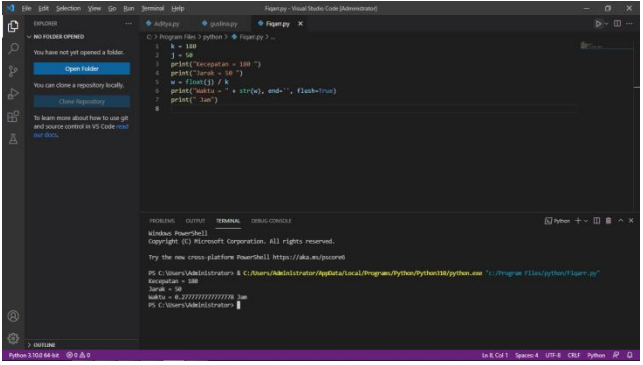 File Edit Selection View Go Run Terminal Help
Fiqarr.py - Visual Studio Code [Administrator]
EXPLORER
NO FOLDER OPENED
You have not yet opened a folder.
Open Folder
You can clone a repository locally.
Clone Repository
To learn more about how to use git
and source control in VS Code read
our docs.
OUTLINE
Aditya.py guslina.py Fiqarr.py
C: > Program Files > python > Fiqarr.py > ...
1 k = 180
2 j = 50
3 print("Kecepatan = 180 ")
4 print("Jarak = 50 ")
5 w = float(j) / k
6 print("Waktu = " + str(w), end='', flush=True)
7 print(" Jam")
8
PROBLEMS OUTPUT TERMINAL DEBUG CONSOLE
Python
Windows PowerShell
Copyright (C) Microsoft Corporation. All rights reserved.
Try the new cross-platform PowerShell https://aka.ms/pscore6
PS C:\Users\Administrator> & C:/Users/Administrator/AppData/Local/Programs/Python/Python310/python.exe "c:/Program Files/python/Fiqarr.py"
Kecepatan = 180
Jarak = 50
Waktu = 0.2777777777777778 Jam
PS C:\Users\Administrator>
Python 3.10.0 64-bit 0 0
Ln 8, Col 1 Spaces: 4 UTF-8 CRLF Python